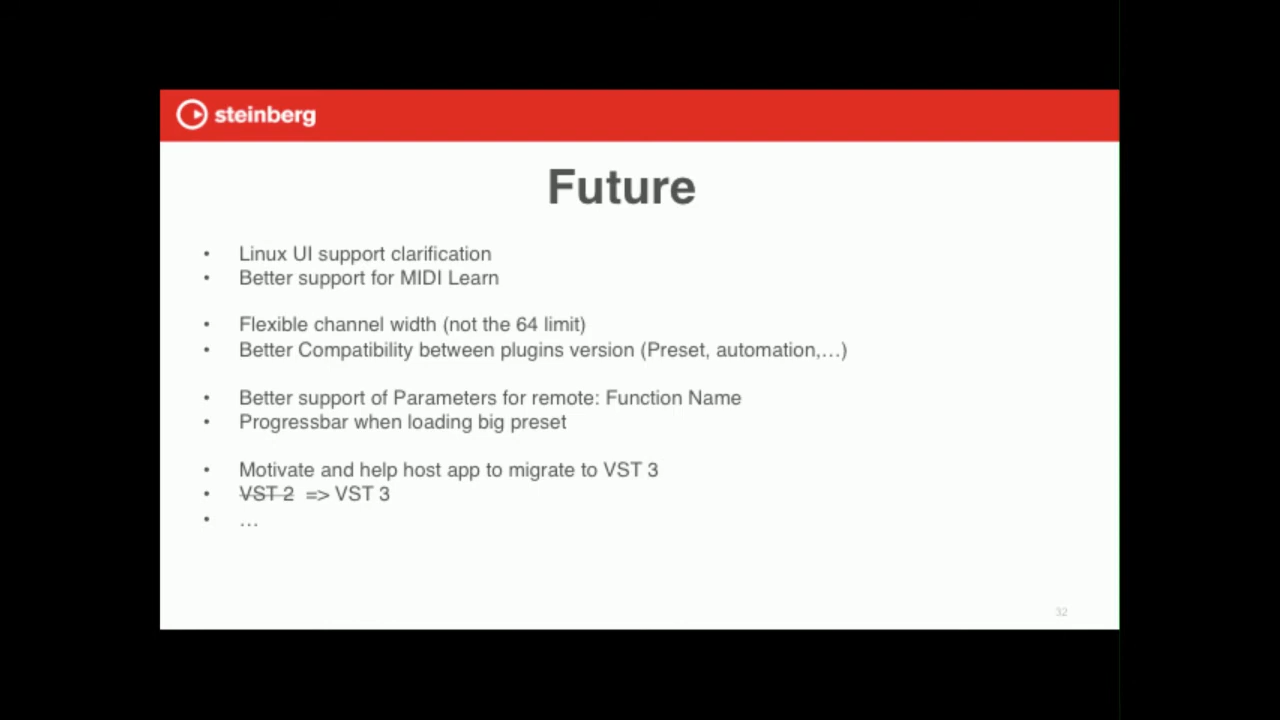 steinberg
Future
• Linux UI support clarification
• Better support for MIDI Learn
• Flexible channel width (not the 64 limit)
• Better Compatibility between plugins version (Preset, automation,…)
• Better support of Parameters for remote: Function Name
• Progressbar when loading big preset
• Motivate and help host app to migrate to VST 3
• VST 2 => VST 3
• …
32